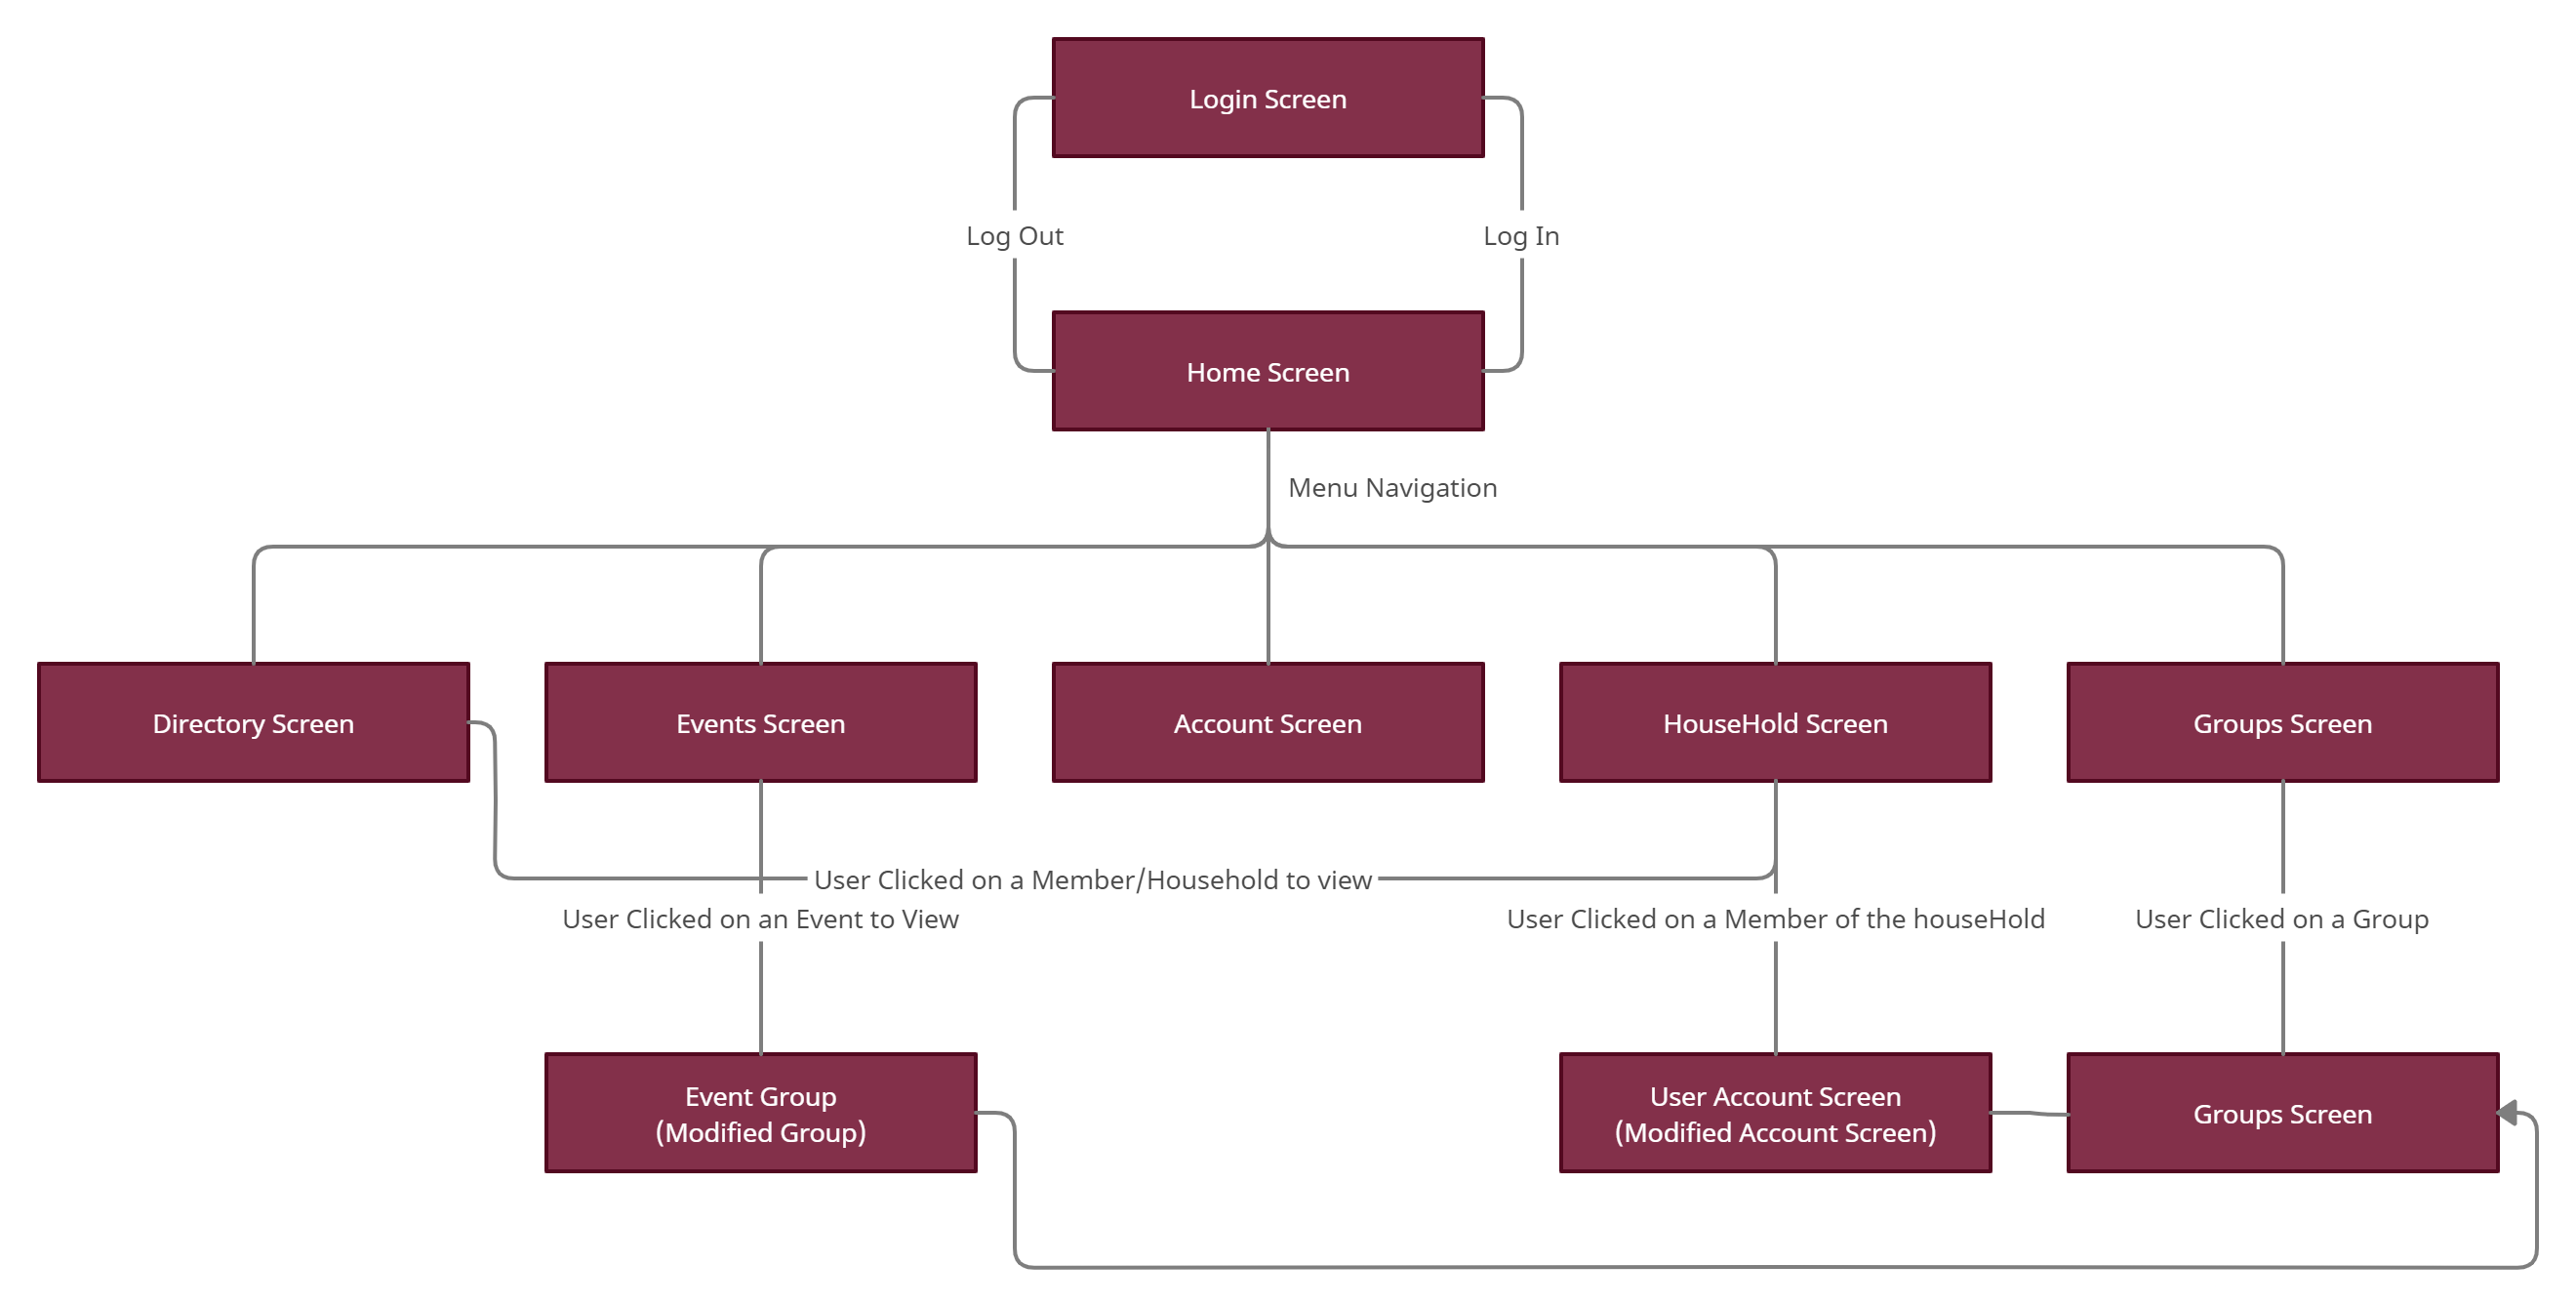 Login Screen
Log Out
Log In
Home Screen
Menu Navigation
Directory Screen
Events Screen
Account Screen
HouseHold Screen
Groups Screen
User Clicked on a Member/Household to view
User Clicked on an Event to View
User Clicked on a Member of the houseHold
User Clicked on a Group
Event Group
(Modified Group)
User Account Screen
(Modified Account Screen)
Groups Screen